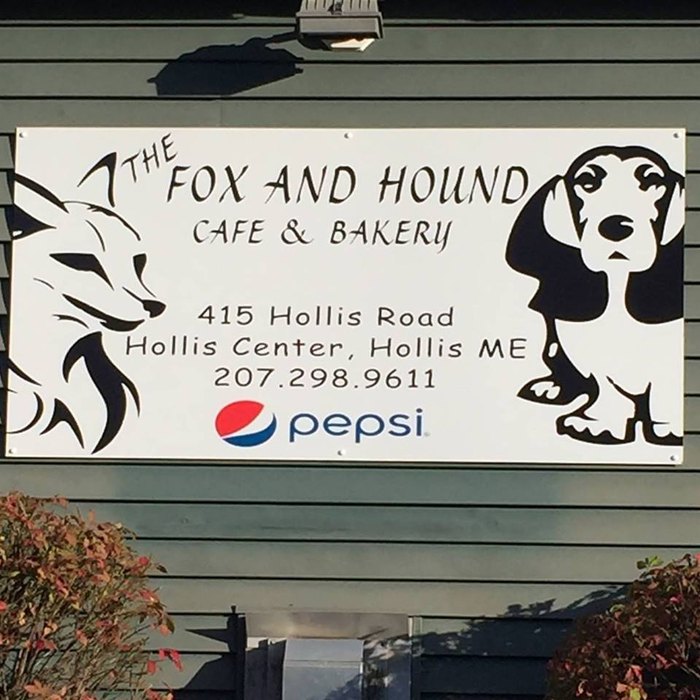 THE
FOX AND HOUND
CAFE & BAKERY
415 Hollis Road
Hollis Center, Hollis ME
207.298.9611
pepsi